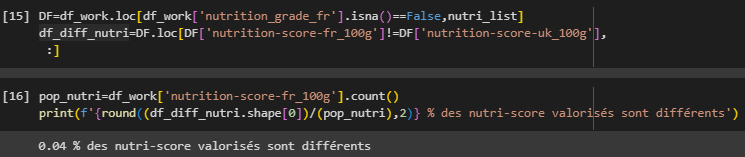 [15] DF=df_work.loc[df_work['nutrition_grade_fr'].isna()==False,nutri_list]
df_diff_nutri=DF.loc[DF['nutrition-score-fr_100g']!=DF['nutrition-score-uk_100g'],
:]
[16] pop_nutri=df_work['nutrition-score-fr_100g'].count()
print(f'{round((df_diff_nutri.shape[0])/(pop_nutri),2)} % des nutri-score valorisés sont différents')
0.04 % des nutri-score valorisés sont différents